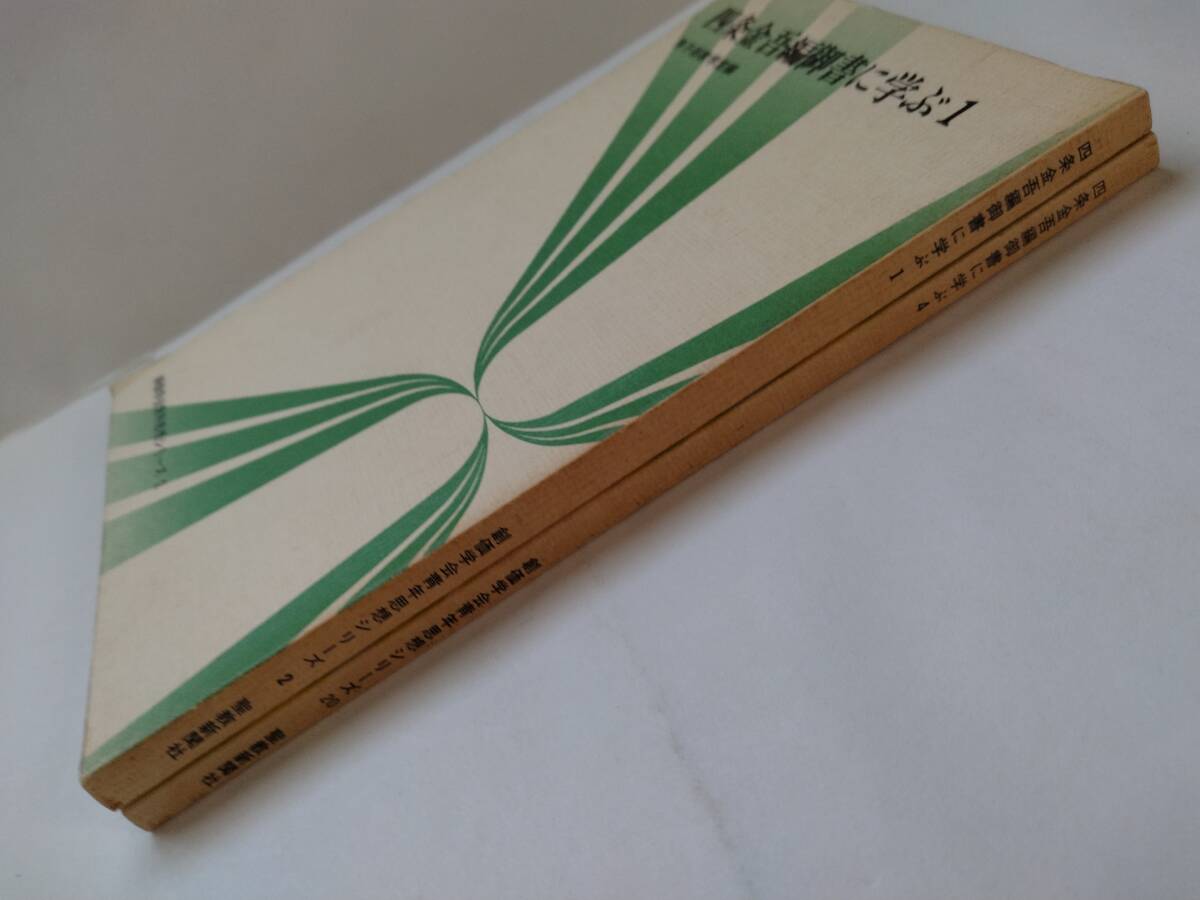 四条金吾編御書に学ぶ1
四条金吾編御書に学ぶ 1
創価学会青年思想シリーズ 2
聖教新聞社
四条金吾編御書に学ぶ 4
創価学会青年思想シリーズ 20
聖教新聞社